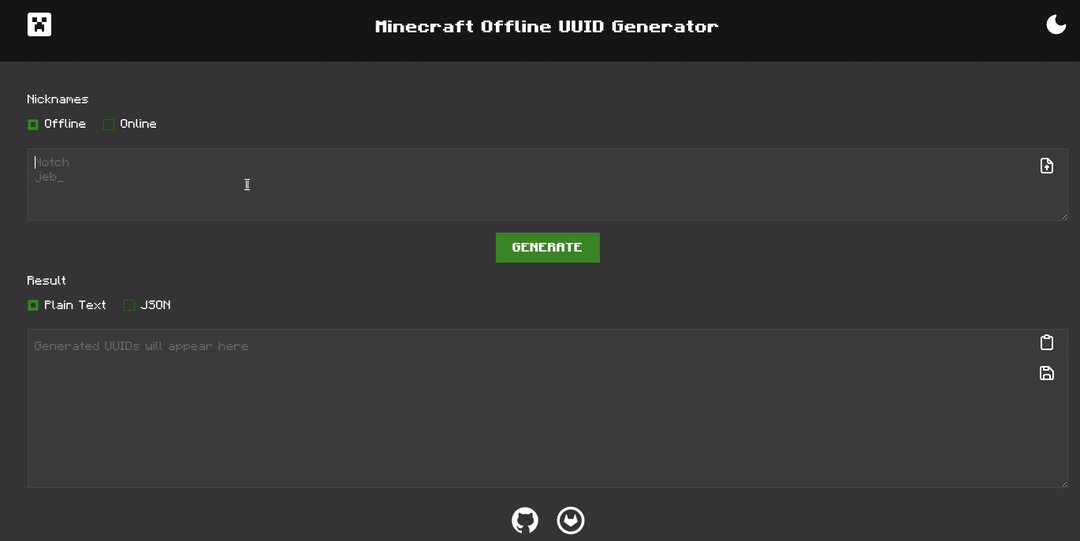 Minecraft Offline UUID Generator
Nicknames
Offline Online
Notch
jeb_
GENERATE
Result
Plain Text JSON
Generated UUIDs will appear here